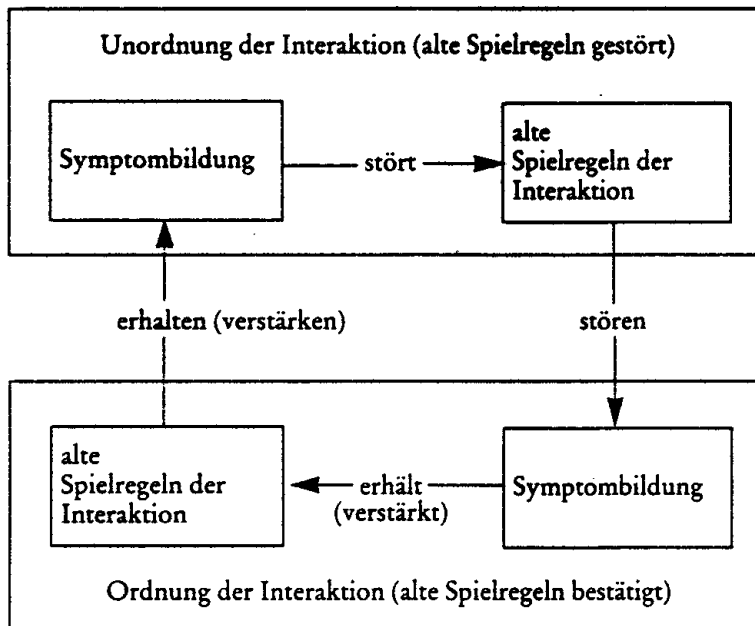 Unordnung der Interaktion (alte Spielregeln gestört)
Symptombildung
stört
alte
Spielregeln der
Interaktion
erhalten (verstärken)
stören
alte
Spielregeln der
Interaktion
erhält
(verstärkt)
Symptombildung
Ordnung der Interaktion (alte Spielregeln bestätigt)